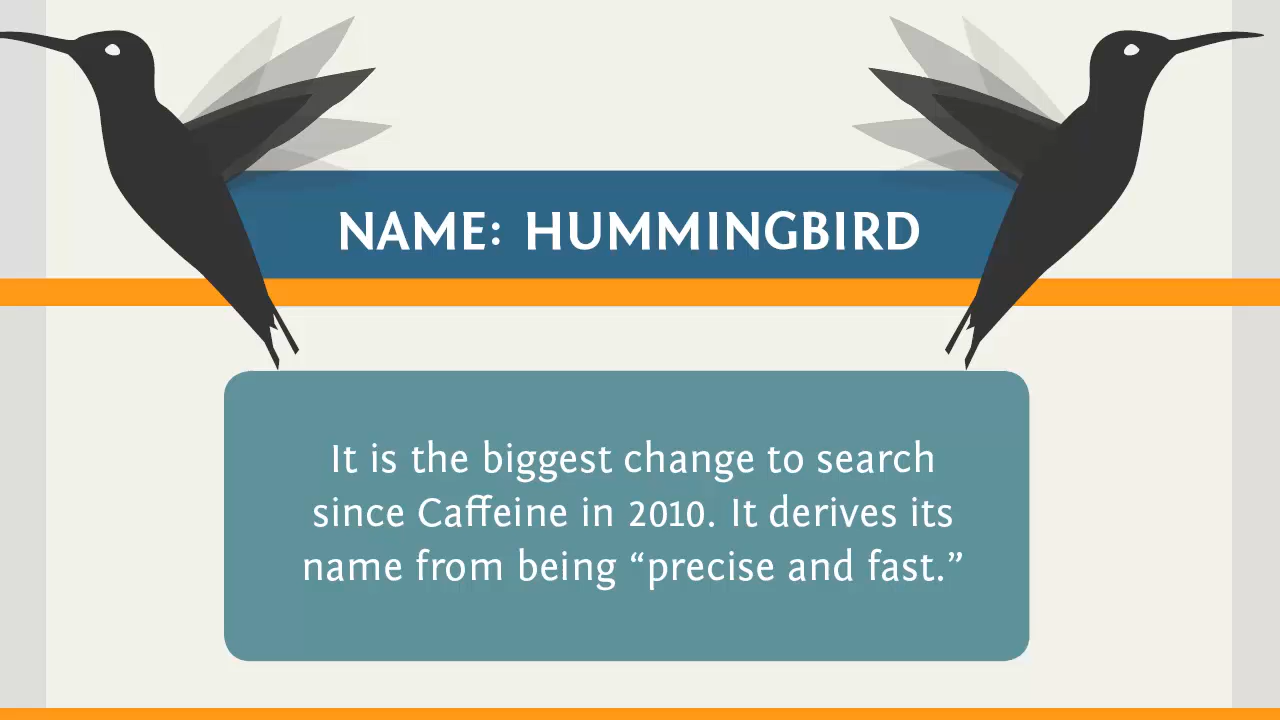 NAME: HUMMINGBIRD
It is the biggest change to search
since Caffeine in 2010. It derives its
name from being “precise and fast.”